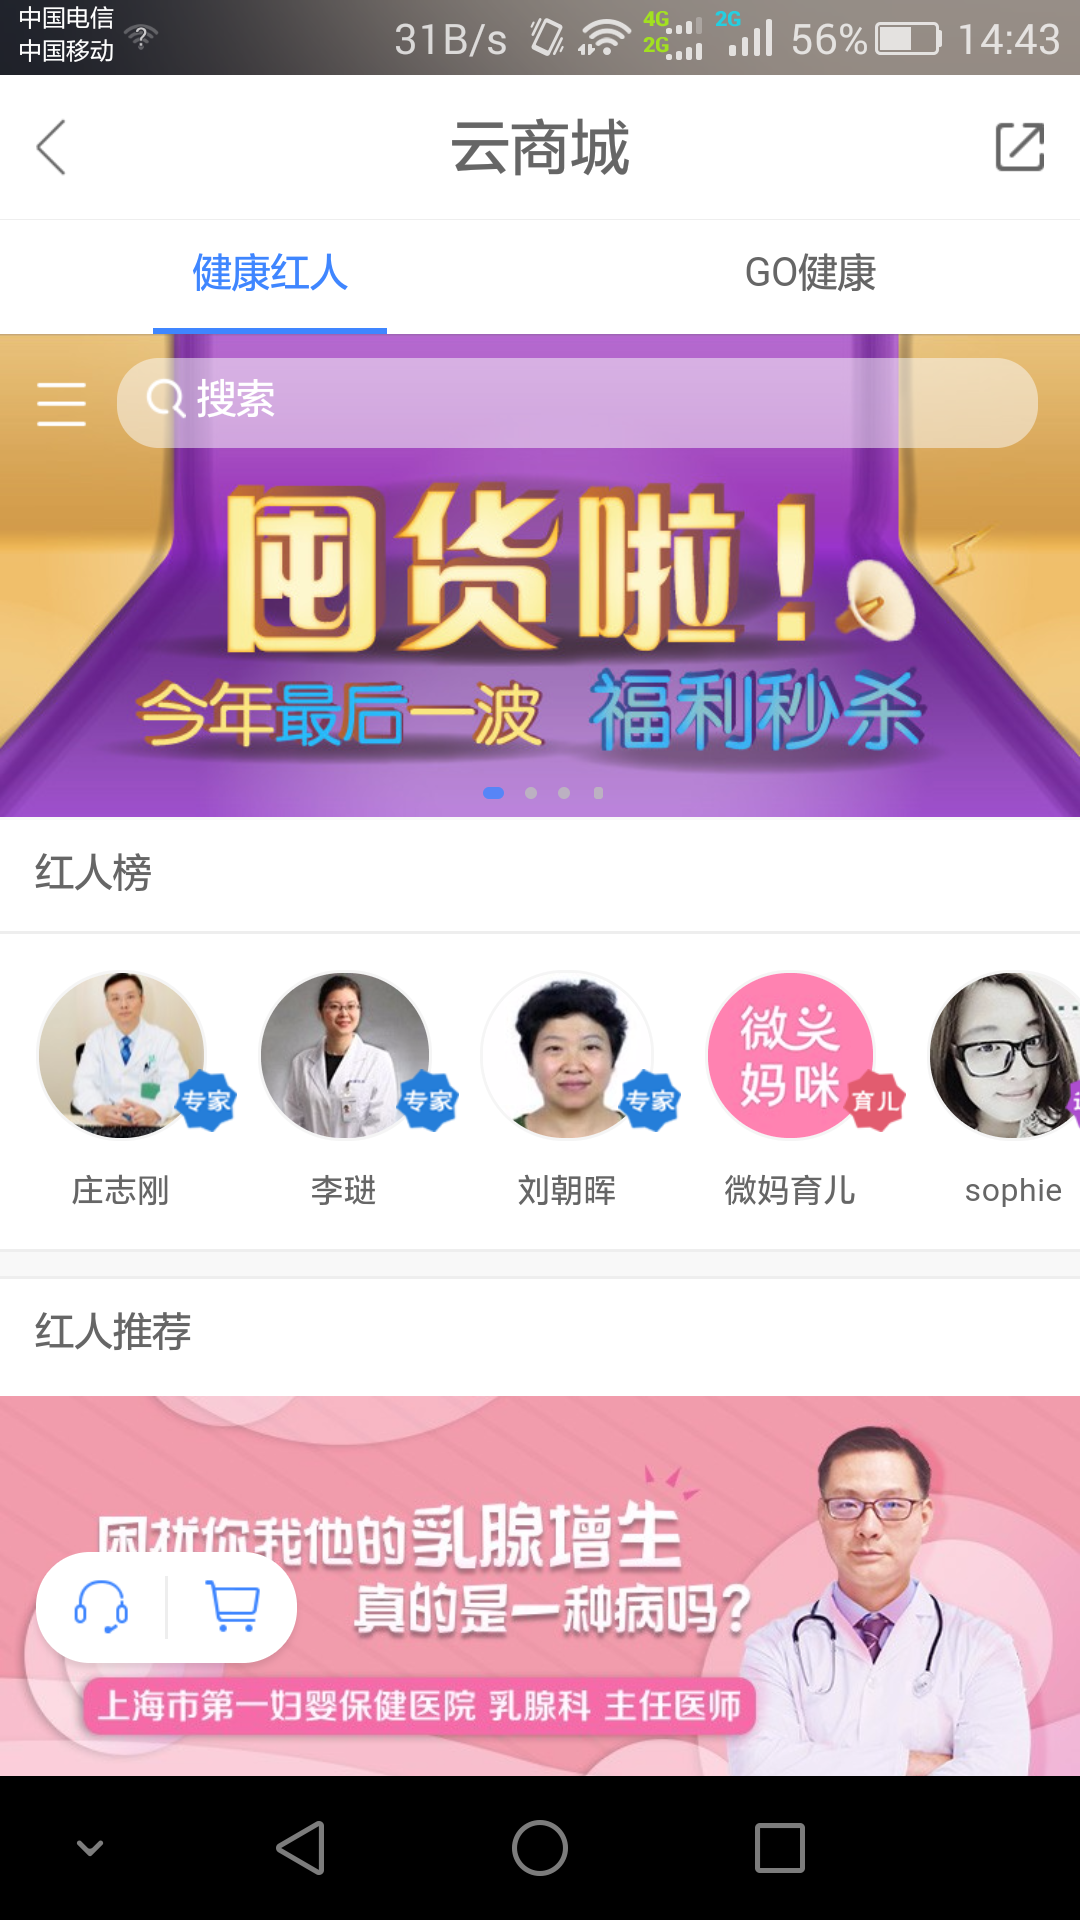 中国电信
中国移动
?
31B/s
4G
2G
2G
56%
14:43
云商城
健康红人
GO健康
搜索
囤货啦！
今年最后一波 福利秒杀
红人榜
专家
专家
专家
微笑
妈咪
育儿
庄志刚
李琎
刘朝晖
微妈育儿
sophie
红人推荐
困扰你我他的乳腺增生
真的是一种病吗？
上海市第一妇婴保健医院 乳腺科 主任医师